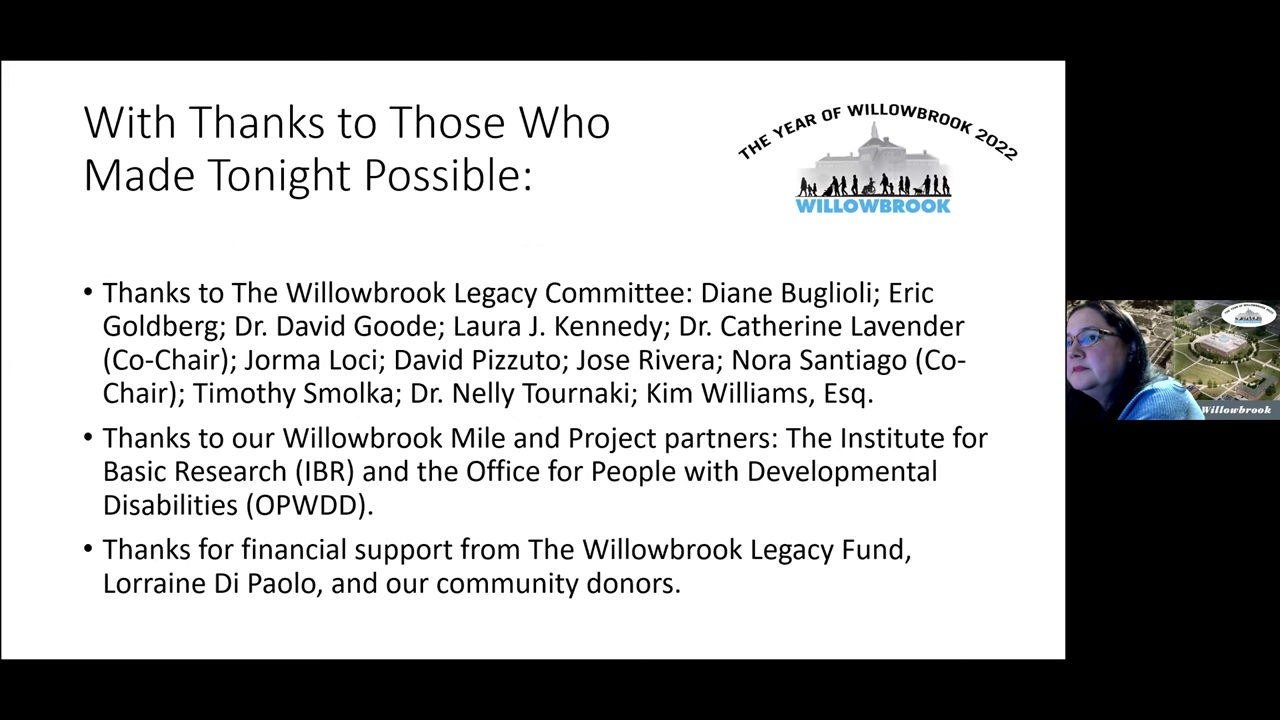 With Thanks to Those Who
Made Tonight Possible:
THE YEAR OF WILLOWBROOK 2022
WILLOWBROOK
• Thanks to The Willowbrook Legacy Committee: Diane Buglioli; Eric
Goldberg; Dr. David Goode; Laura J. Kennedy; Dr. Catherine Lavender
(Co-Chair); Jorma Loci; David Pizzuto; Jose Rivera; Nora Santiago (Co-
Chair); Timothy Smolka; Dr. Nelly Tournaki; Kim Williams, Esq.
• Thanks to our Willowbrook Mile and Project partners: The Institute for
Basic Research (IBR) and the Office for People with Developmental
Disabilities (OPWDD).
• Thanks for financial support from The Willowbrook Legacy Fund,
Lorraine Di Paolo, and our community donors.
Willowbrook